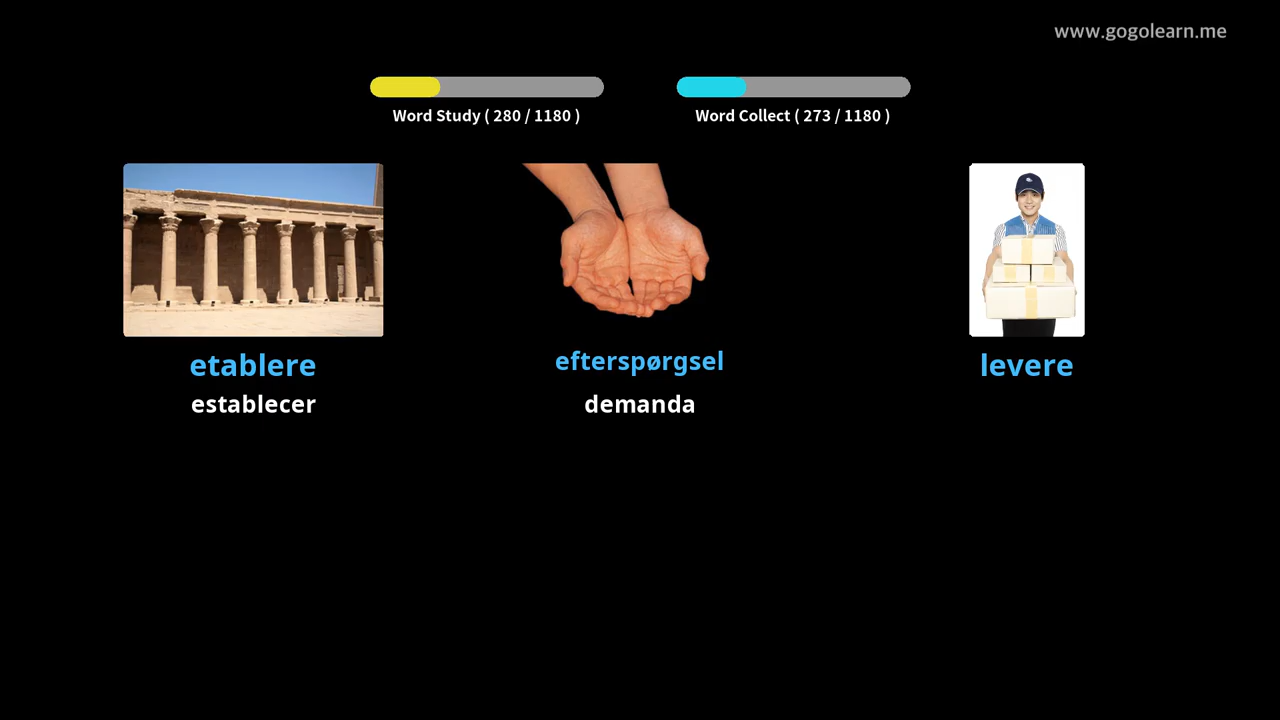 www.gogolearn.me
Word Study ( 280 / 1180 )
Word Collect ( 273 / 1180 )
etablere
efterspørgsel
levere
establecer
demanda